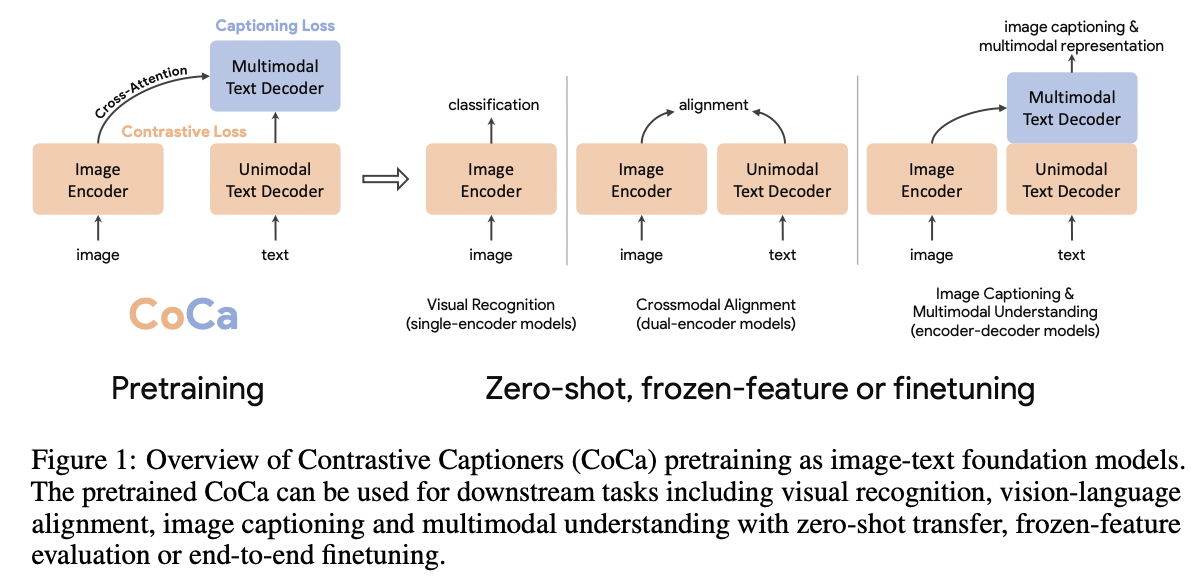 Captioning Loss
Multimodal
Text Decoder
Cross-Attention
Contrastive Loss
Image
Encoder
Unimodal
Text Decoder
image
text
CoCa
Pretraining
classification
Image
Encoder
image
Visual Recognition
(single-encoder models)
alignment
Image
Encoder
Unimodal
Text Decoder
image
text
Crossmodal Alignment
(dual-encoder models)
image captioning &
multimodal representation
Multimodal
Text Decoder
Image
Encoder
Unimodal
Text Decoder
image
text
Image Captioning &
Multimodal Understanding
(encoder-decoder models)
Zero-shot, frozen-feature or finetuning
Figure 1: Overview of Contrastive Captioners (CoCa) pretraining as image-text foundation models.
The pretrained CoCa can be used for downstream tasks including visual recognition, vision-language
alignment, image captioning and multimodal understanding with zero-shot transfer, frozen-feature
evaluation or end-to-end finetuning.